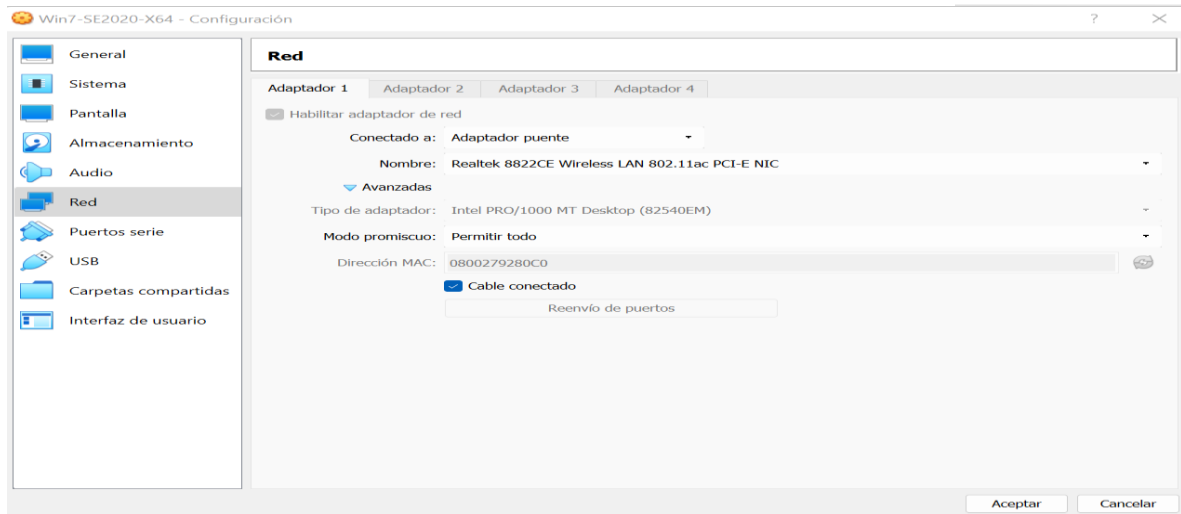 Win7-SE2020-X64 - Configuración
?
General
Sistema
Pantalla
Almacenamiento
Audio
Red
Puertos serie
USB
Carpetas compartidas
Interfaz de usuario
Red
Adaptador 1 Adaptador 2 Adaptador 3 Adaptador 4
Habilitar adaptador de red
Conectado a: Adaptador puente
Nombre: Realtek 8822CE Wireless LAN 802.11ac PCI-E NIC
Avanzadas
Tipo de adaptador: Intel PRO/1000 MT Desktop (82540EM)
Modo promiscuo: Permitir todo
Dirección MAC: 0800279280C0
Cable conectado
Reenvío de puertos
Aceptar Cancelar